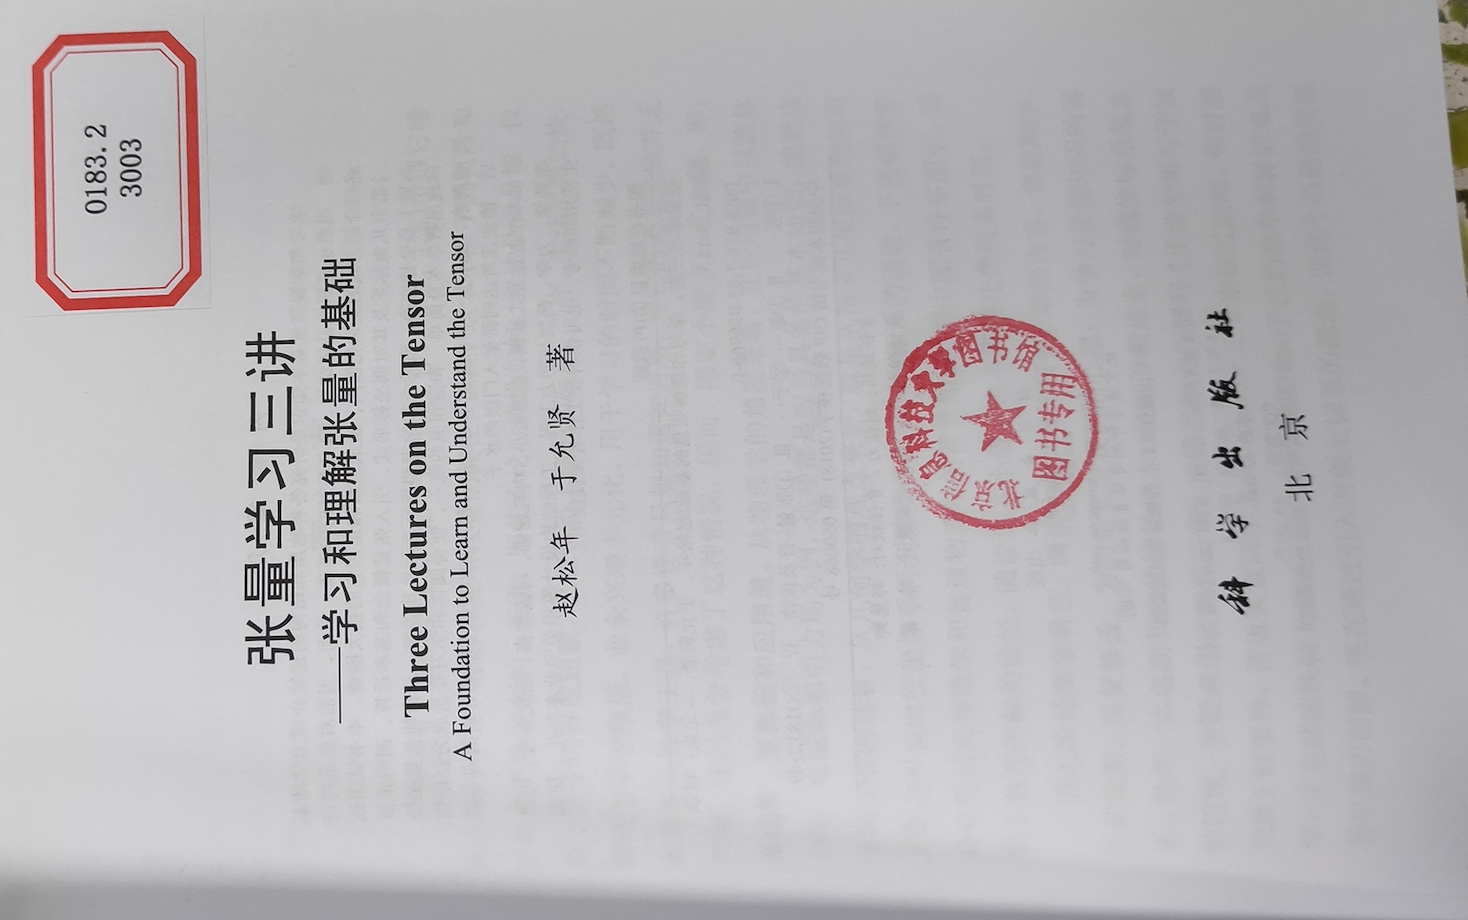 0183.2
3003
张量学习三讲
——学习和理解张量的基础
Three Lectures on the Tensor
A Foundation to Learn and Understand the Tensor
赵松年 于允贤 著
北京信息科技大学图书馆
图书专用
科学出版社
北京